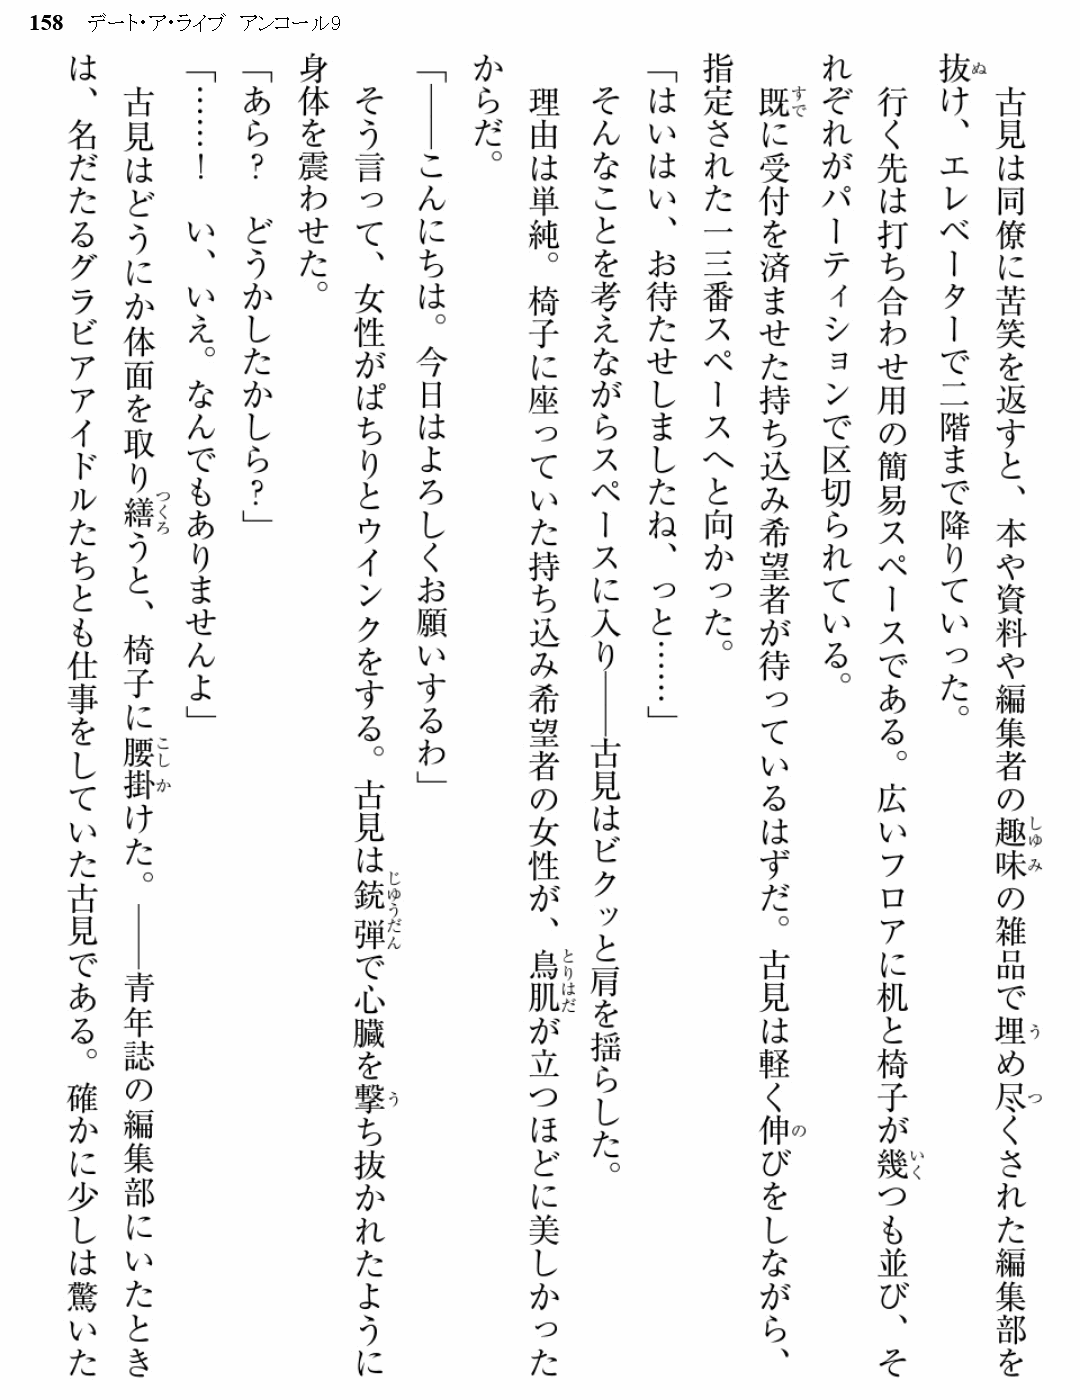 158 デート・ア・ライブ アンコール9
古見は同僚に苦笑を返すと、本や資料や編集者の趣味の雑品で埋め尽くされた編集部を
抜け、エレベーターで二階まで降りていった。
行く先は打ち合わせ用の簡易スペースである。広いフロアに机と椅子が幾つも並び、そ
れぞれがパーティションで区切られている。
既に受付を済ませた持ち込み希望者が待っているはずだ。古見は軽く伸びをしながら、
指定された一三番スペースへと向かった。
「はいはい、お待たせしましたね、っと……」
そんなことを考えながらスペースに入り――古見はビクッと肩を揺らした。
理由は単純。椅子に座っていた持ち込み希望者の女性が、鳥肌が立つほどに美しかった
からだ。
「――こんにちは。今日はよろしくお願いするわ」
そう言って、女性がぱちりとウインクをする。古見は銃弾で心臓を撃ち抜かれたように
身体を震わせた。
「あら？　どうかしたかしら？」
「……！　い、いえ。なんでもありませんよ」
古見はどうにか体面を取り繕うと、椅子に腰掛けた。――青年誌の編集部にいたとき
は、名だたるグラビアアイドルたちとも仕事をしていた古見である。確かに少しは驚いた